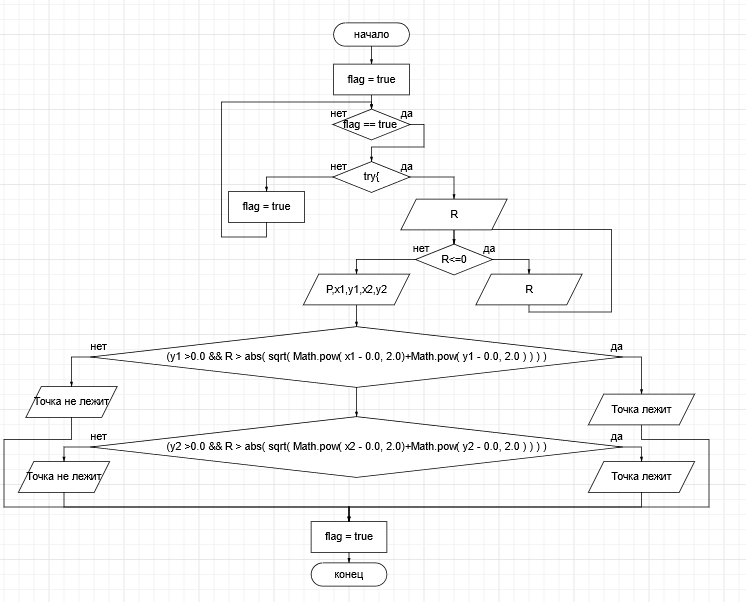 начало
flag = true
нет
да
flag == true
нет
да
try{
flag = true
R
нет
да
R<=0
P,x1,y1,x2,y2
R
нет
да
(y1 >0.0 && R > abs( sqrt( Math.pow( x1 - 0.0, 2.0)+Math.pow( y1 - 0.0, 2.0 ) ) ) )
Точка не лежит
Точка лежит
нет
да
(y2 >0.0 && R > abs( sqrt( Math.pow( x2 - 0.0, 2.0)+Math.pow( y2 - 0.0, 2.0 ) ) ) )
Точка не лежит
Точка лежит
flag = true
конец